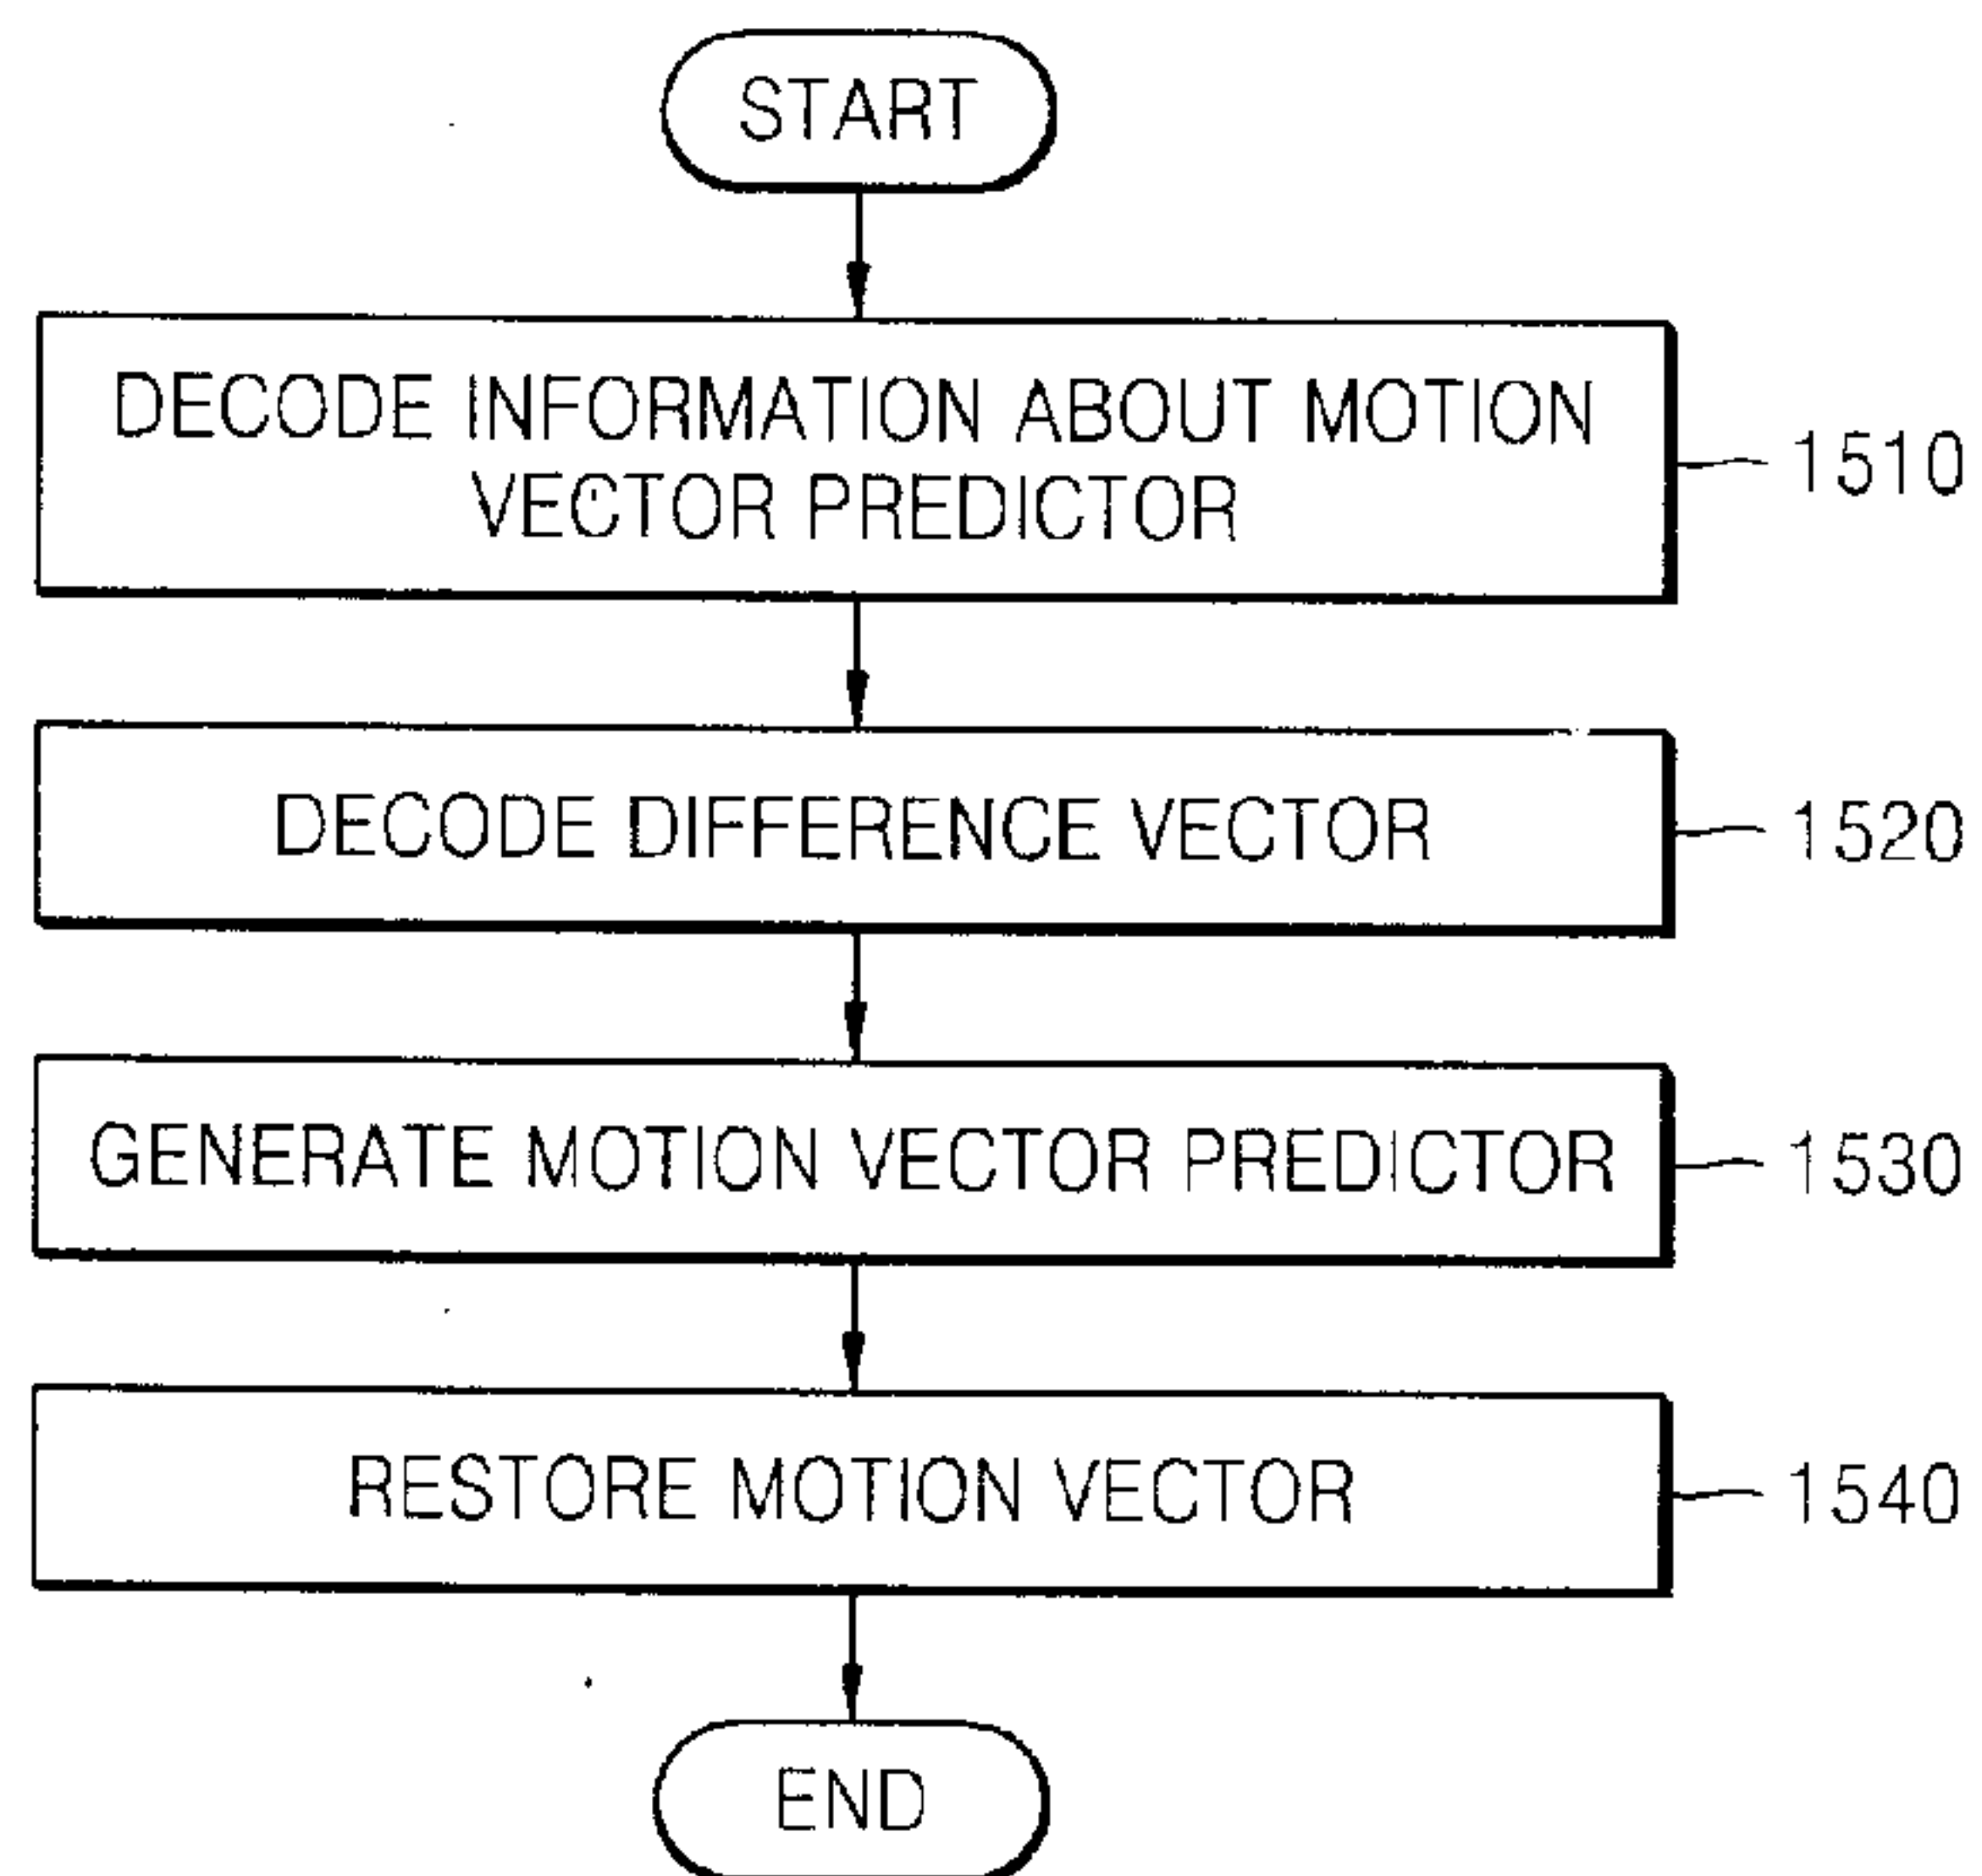 START
DECODE INFORMATION ABOUT MOTION
VECTOR PREDICTOR
1510
DECODE DIFFERENCE VECTOR
1520
GENERATE MOTION VECTOR PREDICTOR
1530
RESTORE MOTION VECTOR
1540
END